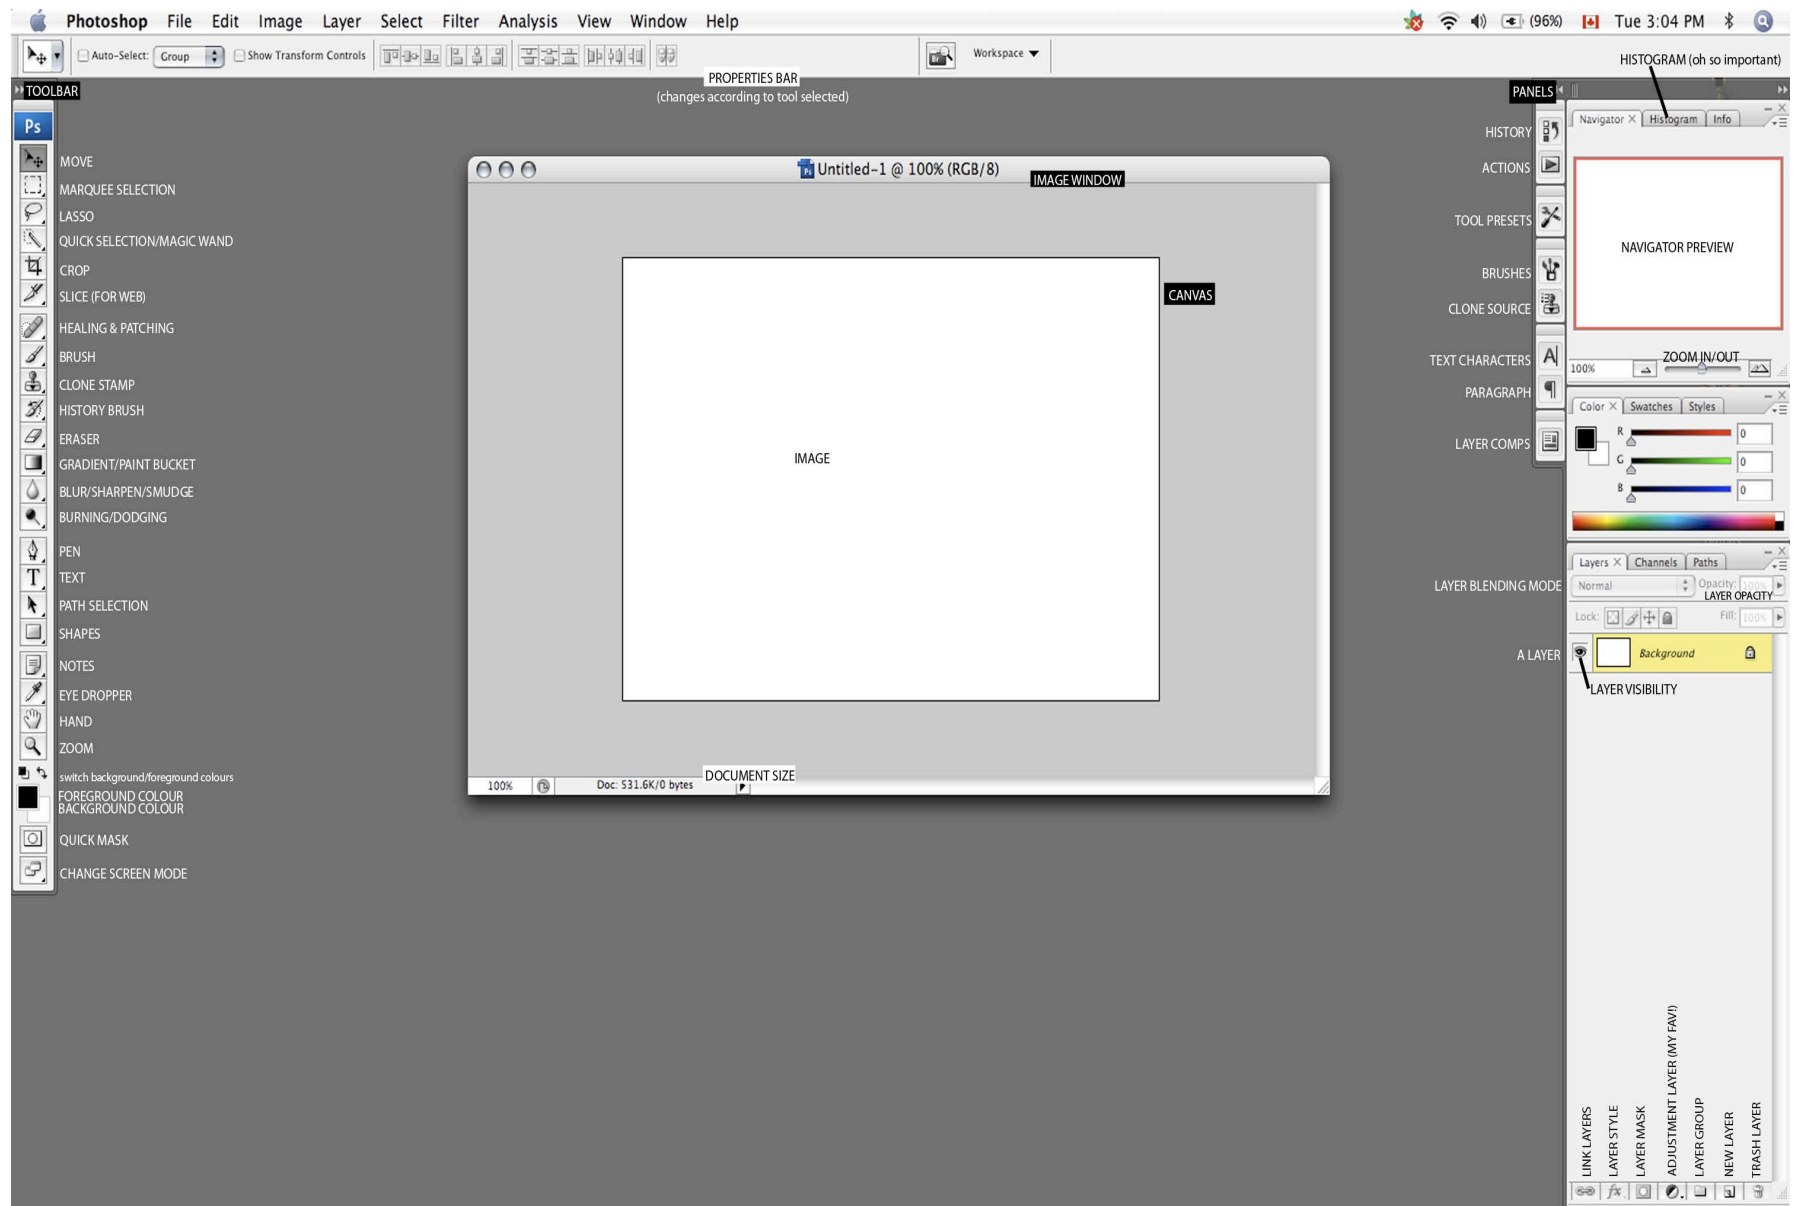 Photoshop File Edit Image Layer Select Filter Analysis View Window Help (96%) Tue 3:04 PM
Auto-Select: Group Show Transform Controls Br Workspace
HISTOGRAM (oh so important)
PROPERTIES BAR
(changes according to tool selected)
TOOLBAR
Ps
MOVE
MARQUEE SELECTION
LASSO
QUICK SELECTION/MAGIC WAND
CROP
SLICE (FOR WEB)
HEALING & PATCHING
BRUSH
CLONE STAMP
HISTORY BRUSH
ERASER
GRADIENT/PAINT BUCKET
BLUR/SHARPEN/SMUDGE
BURNING/DODGING
PEN
T TEXT
PATH SELECTION
SHAPES
NOTES
EYE DROPPER
HAND
ZOOM
switch background/foreground colours
FOREGROUND COLOUR
BACKGROUND COLOUR
QUICK MASK
CHANGE SCREEN MODE
Ps Untitled-1 @ 100% (RGB/8)
IMAGE WINDOW
CANVAS
IMAGE
DOCUMENT SIZE
100% Doc: 531.6K/0 bytes
PANELS
HISTORY
ACTIONS
TOOL PRESETS
BRUSHES
CLONE SOURCE
TEXT CHARACTERS A
PARAGRAPH ¶
LAYER COMPS
LAYER BLENDING MODE
A LAYER
Navigator Histogram Info
NAVIGATOR PREVIEW
ZOOM IN/OUT
100%
Color Swatches Styles
R 0
G 0
B 0
Layers Channels Paths
Normal Opacity: 100%
LAYER OPACITY
Lock: Fill: 100%
Background
LAYER VISIBILITY
LINK LAYERS
LAYER STYLE
LAYER MASK
ADJUSTMENT LAYER (MY FAV!)
LAYER GROUP
NEW LAYER
TRASH LAYER
fx